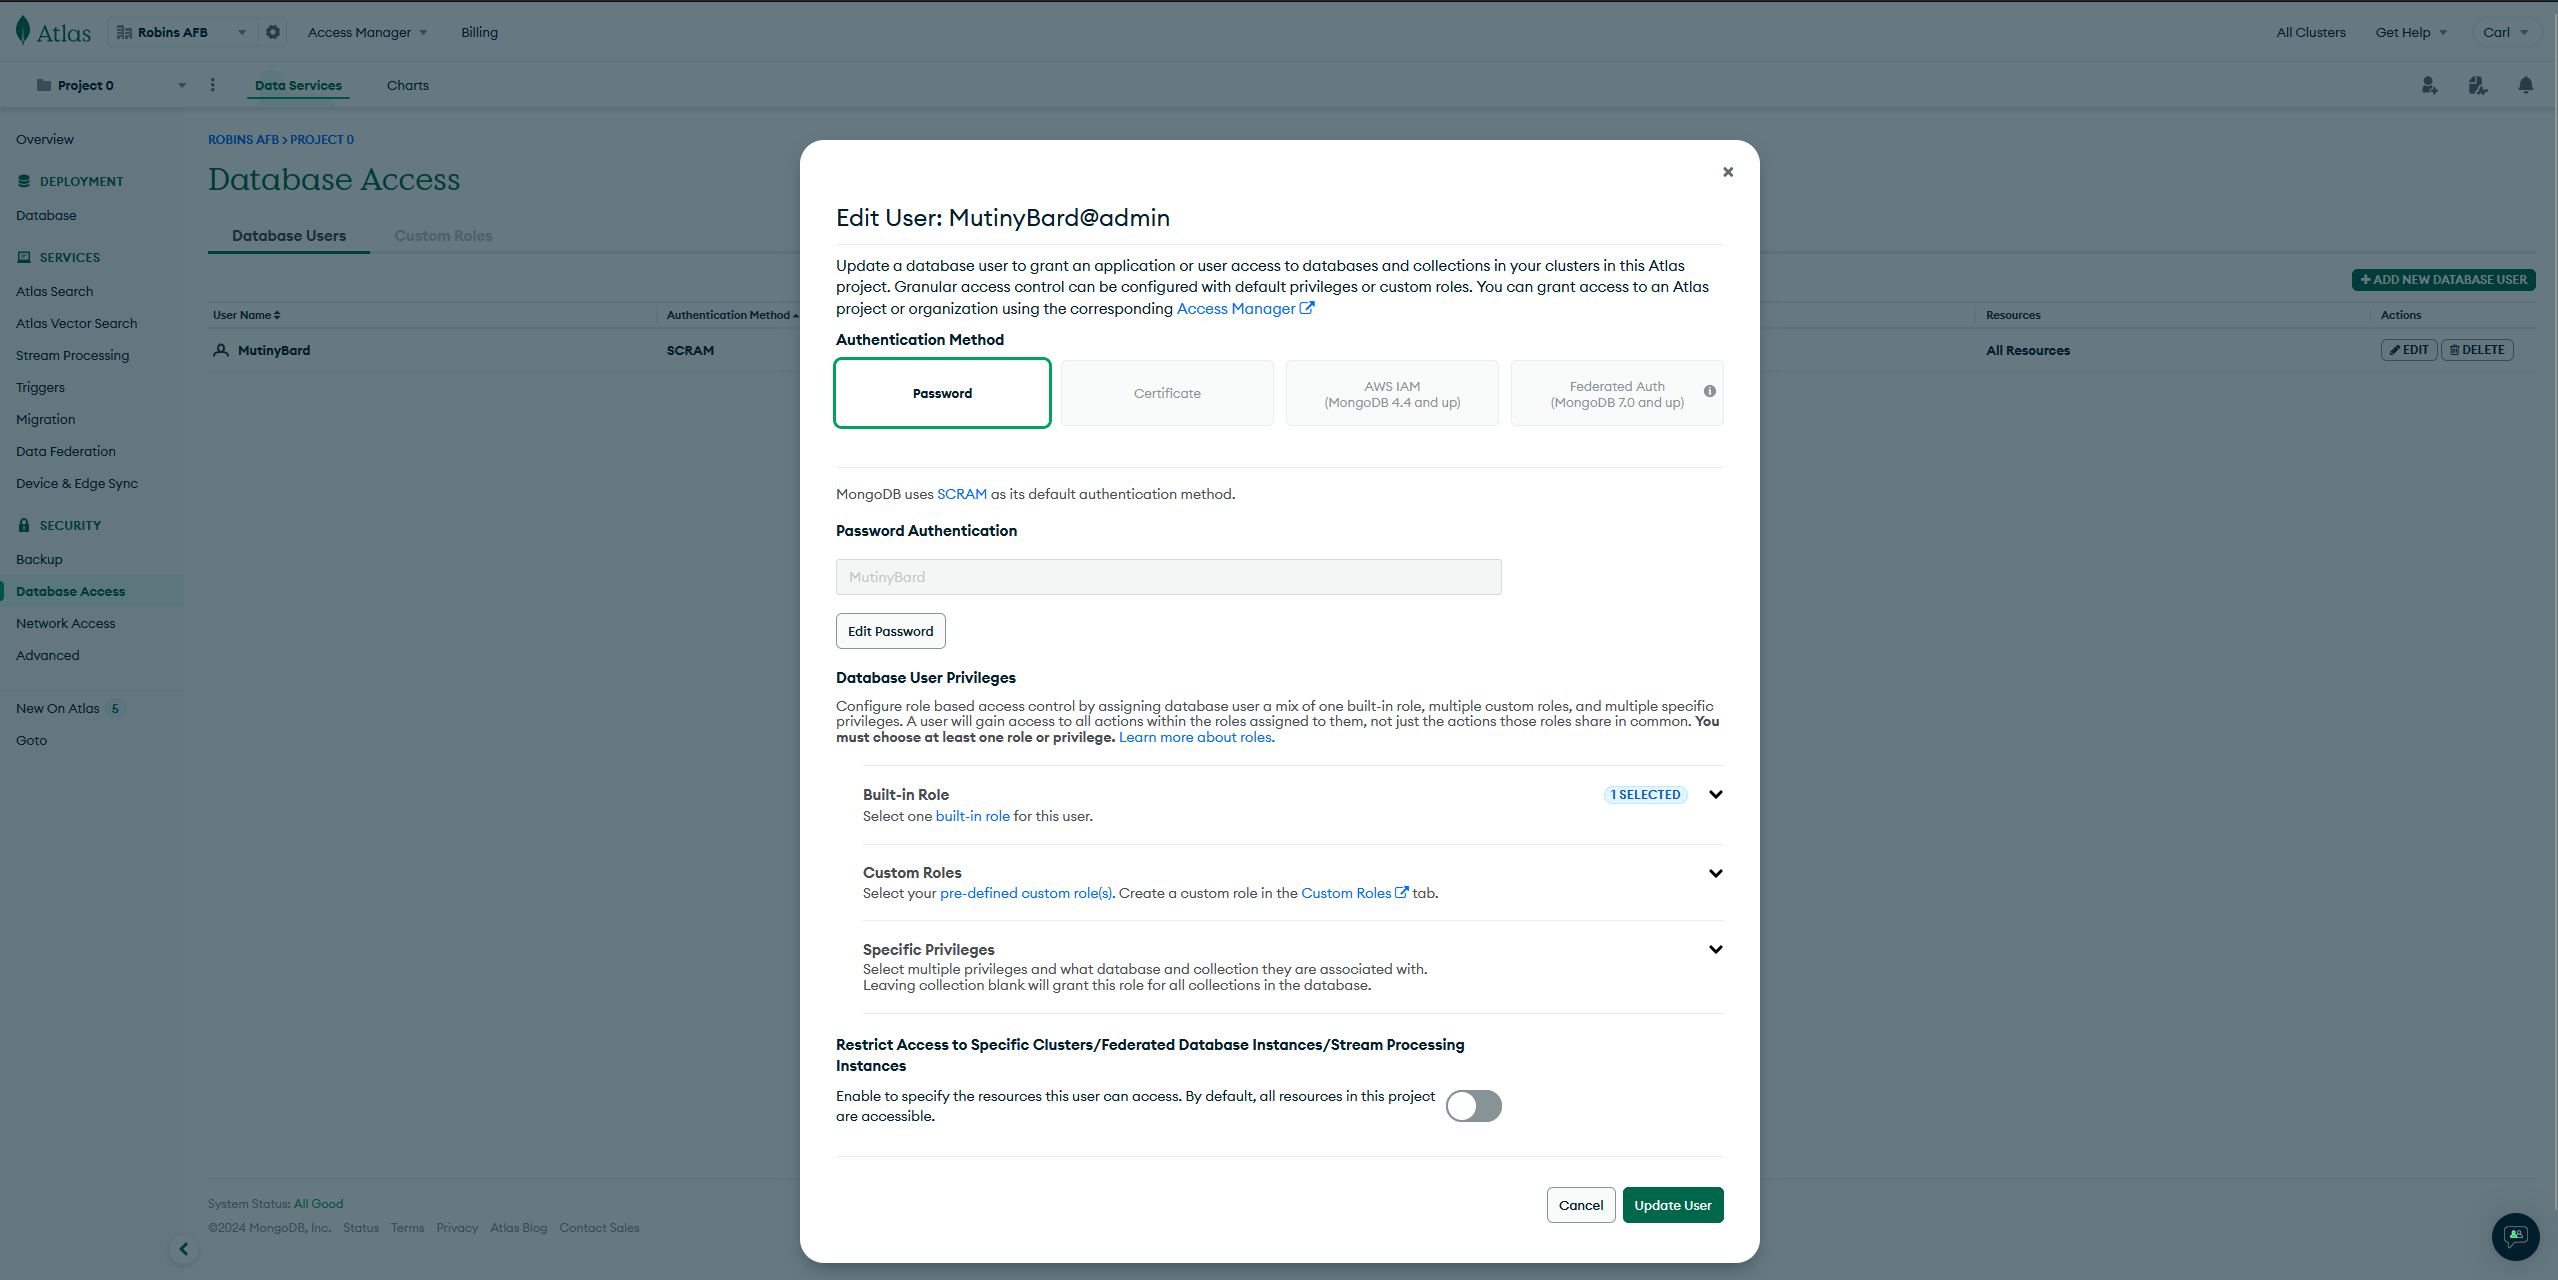 Atlas
Robins AFB
Access Manager
Billing
All Clusters
Get Help
Carl
Project 0
Data Services
Charts
Overview
DEPLOYMENT
Database
SERVICES
Atlas Search
Atlas Vector Search
Stream Processing
Triggers
Migration
Data Federation
Device & Edge Sync
SECURITY
Backup
Database Access
Network Access
Advanced
New On Atlas 5
Goto
ROBINS AFB > PROJECT 0
Database Access
Database Users
Custom Roles
+ ADD NEW DATABASE USER
User Name
Authentication Method
Resources
Actions
MutinyBard
SCRAM
All Resources
EDIT
DELETE
Edit User: MutinyBard@admin
Update a database user to grant an application or user access to databases and collections in your clusters in this Atlas
project. Granular access control can be configured with default privileges or custom roles. You can grant access to an Atlas
project or organization using the corresponding Access Manager
Authentication Method
Password
Certificate
AWS IAM
(MongoDB 4.4 and up)
Federated Auth
(MongoDB 7.0 and up)
MongoDB uses SCRAM as its default authentication method.
Password Authentication
MutinyBard
Edit Password
Database User Privileges
Configure role based access control by assigning database user a mix of one built-in role, multiple custom roles, and multiple specific
privileges. A user will gain access to all actions within the roles assigned to them, not just the actions those roles share in common. You
must choose at least one role or privilege. Learn more about roles.
Built-in Role
1 SELECTED
Select one built-in role for this user.
Custom Roles
Select your pre-defined custom role(s). Create a custom role in the Custom Roles tab.
Specific Privileges
Select multiple privileges and what database and collection they are associated with.
Leaving collection blank will grant this role for all collections in the database.
Restrict Access to Specific Clusters/Federated Database Instances/Stream Processing
Instances
Enable to specify the resources this user can access. By default, all resources in this project
are accessible.
Cancel
Update User
System Status: All Good
©2024 MongoDB, Inc. Status Terms Privacy Atlas Blog Contact Sales